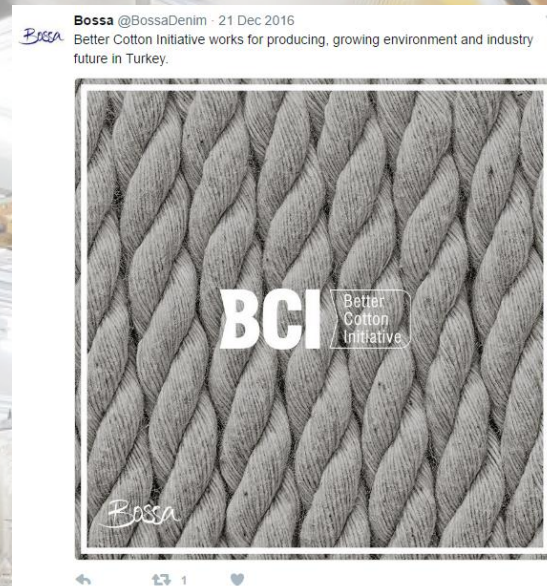 Bossa @BossaDenim · 21 Dec 2016
Bossa
Better Cotton Initiative works for producing, growing environment and industry
future in Turkey.
BCI
Better
Cotton
Initiative
Bossa
1